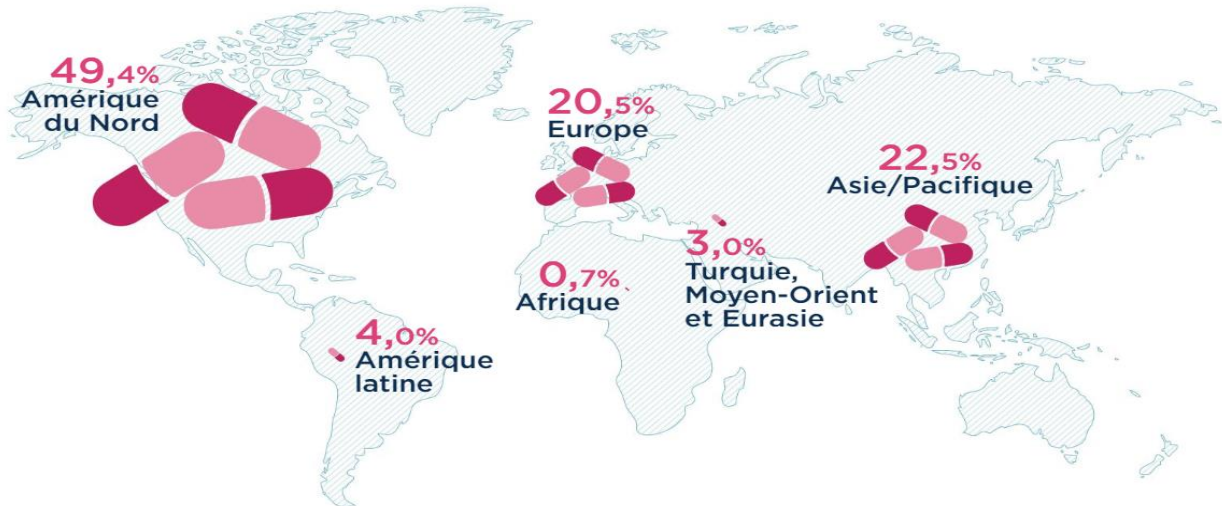 49,4%
Amérique
du Nord
20,5%
Europe
22,5%
Asie/Pacifique
3,0%
Turquie,
Moyen-Orient
et Eurasie
0,7%
Afrique
4,0%
Amérique
latine